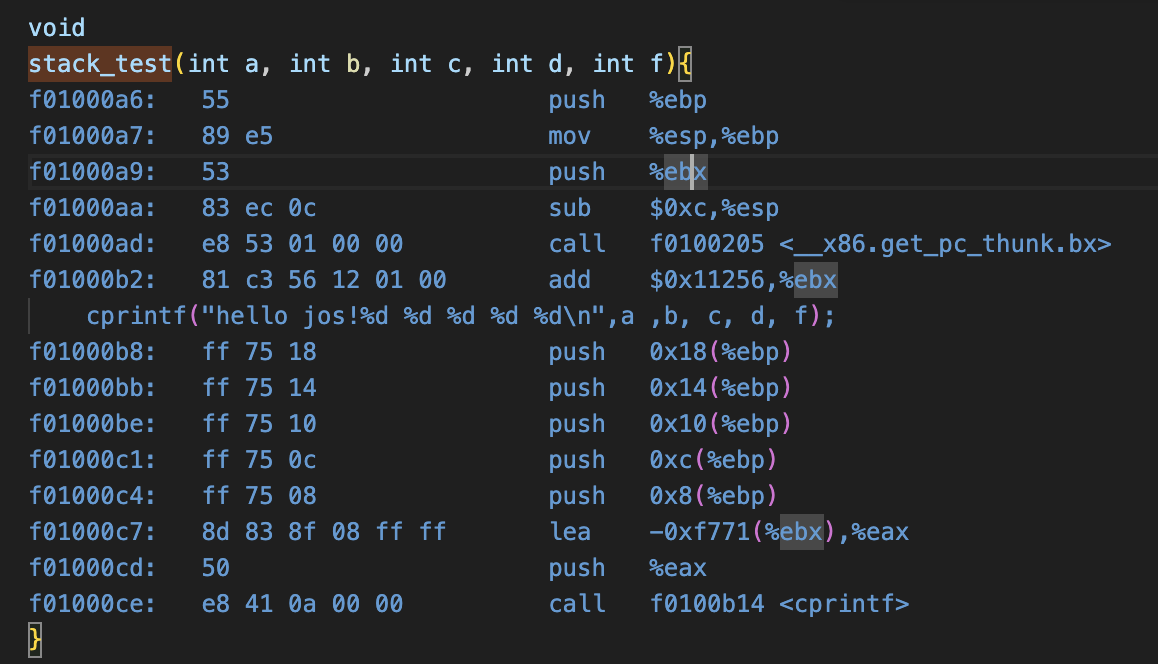 void
stack_test(int a, int b, int c, int d, int f){
f01000a6:   55                      push   %ebp
f01000a7:   89 e5                   mov    %esp,%ebp
f01000a9:   53                      push   %ebx
f01000aa:   83 ec 0c                sub    $0xc,%esp
f01000ad:   e8 53 01 00 00          call   f0100205 <__x86.get_pc_thunk.bx>
f01000b2:   81 c3 56 12 01 00       add    $0x11256,%ebx
    cprintf("hello jos!%d %d %d %d %d\n",a ,b, c, d, f);
f01000b8:   ff 75 18                push   0x18(%ebp)
f01000bb:   ff 75 14                push   0x14(%ebp)
f01000be:   ff 75 10                push   0x10(%ebp)
f01000c1:   ff 75 0c                push   0xc(%ebp)
f01000c4:   ff 75 08                push   0x8(%ebp)
f01000c7:   8d 83 8f 08 ff ff       lea    -0xf771(%ebx),%eax
f01000cd:   50                      push   %eax
f01000ce:   e8 41 0a 00 00          call   f0100b14 <cprintf>
}